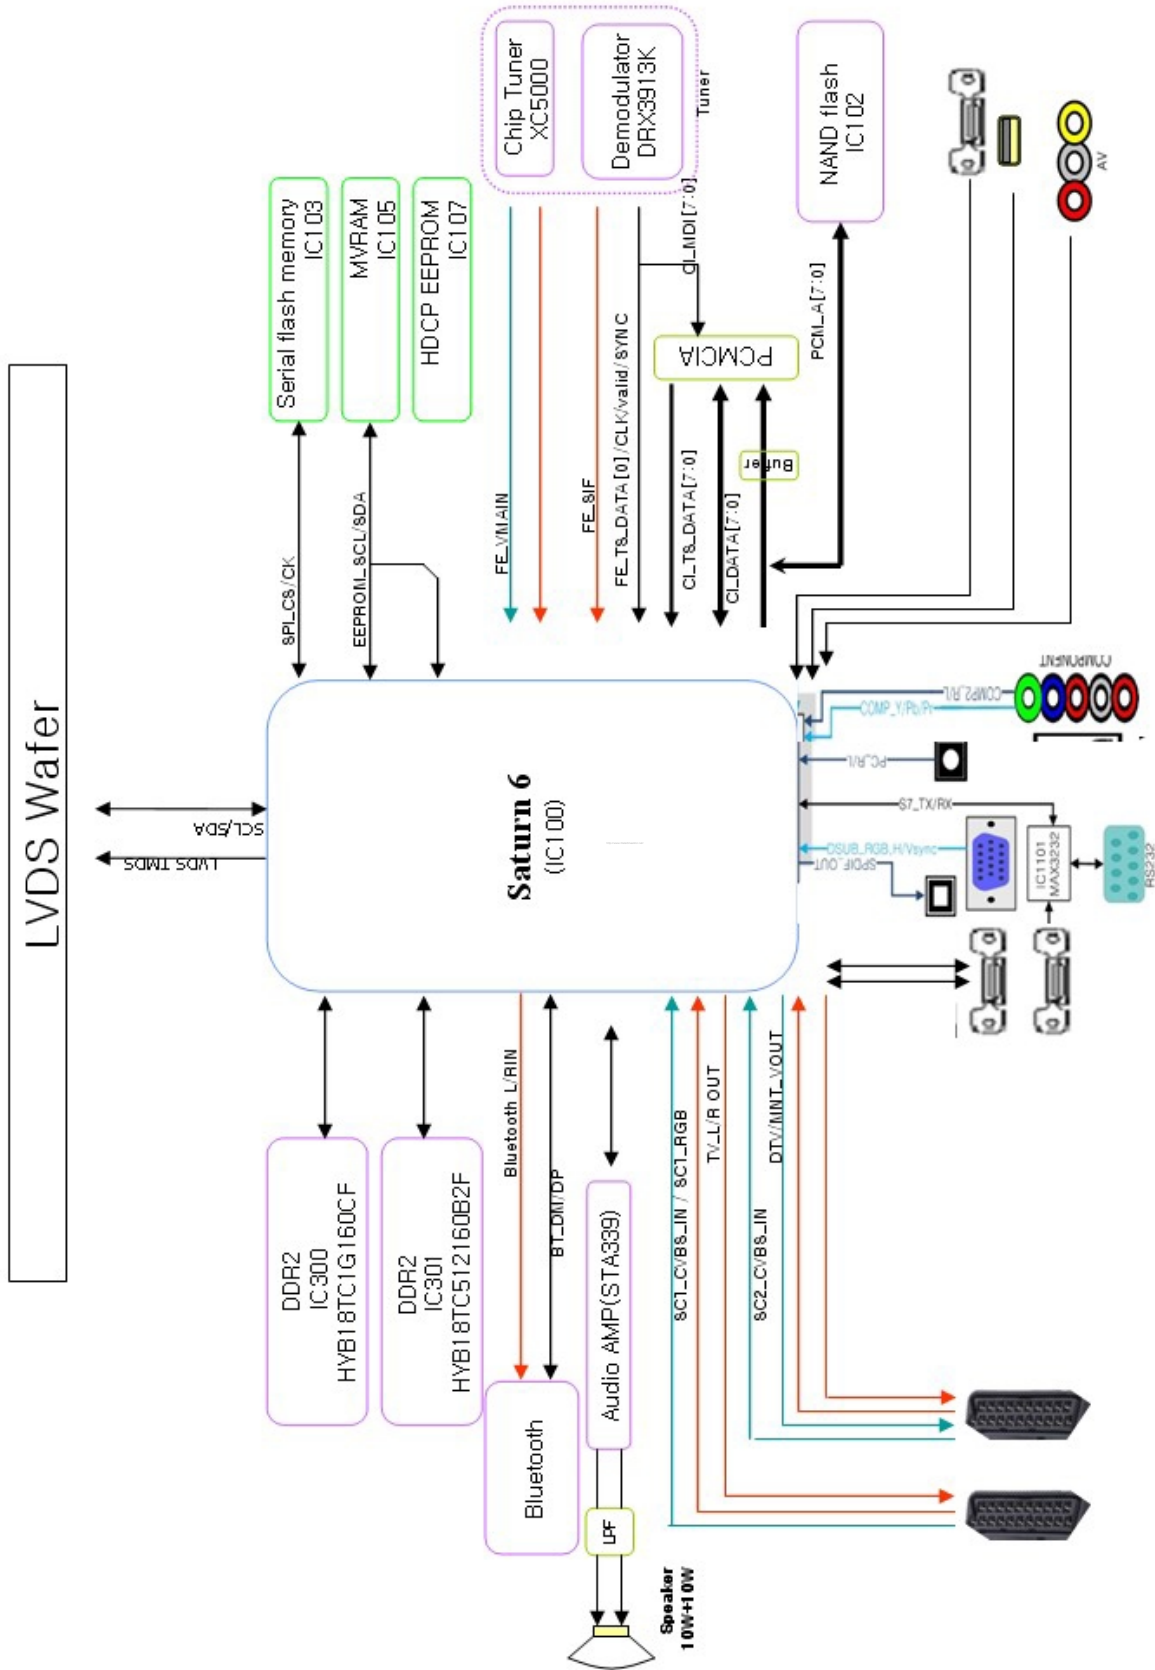 LVDS Wafer
SCL/SDA
LVDS_TMDS
Serial flash memory
IC103
MVRAM
IC105
HDCP EEPROM
IC107
SPI_CS/CK
EEPROM_SCL/SDA
Chip Tuner
XC5000
Demodulator
DRX3913K
Tuner
FE_VMAIN
FE_SIF
FE_TS_DATA[0]/CLK/valid/SYNC
CI_MDI[7:0]
PCMCIA
CI_TS_DATA[7:0]
CI_DATA[7:0]
Buffer
NAND flash
IC102
PCM_A[7:0]
AV
Saturn 6
(IC100)
COMPONENT
COMP2_R/L
COMP_Y/Pb/Pr
PC_R/L
S7_TX/RX
DSUB_RGB,H/Vsync
SPDIF_OUT
IC1101
MAX3232
RS232
DDR2
IC300
HYB18TC1G160CF
DDR2
IC301
HYB18TC512160B2F
Bluetooth L/RIN
BT_DM/DP
Bluetooth
Audio AMP(STA339)
LPF
Speaker
10W+10W
SC1_CVBS_IN / SC1_RGB
TV_L/R OUT
SC2_CVBS_IN
DTV/MNT_VOUT